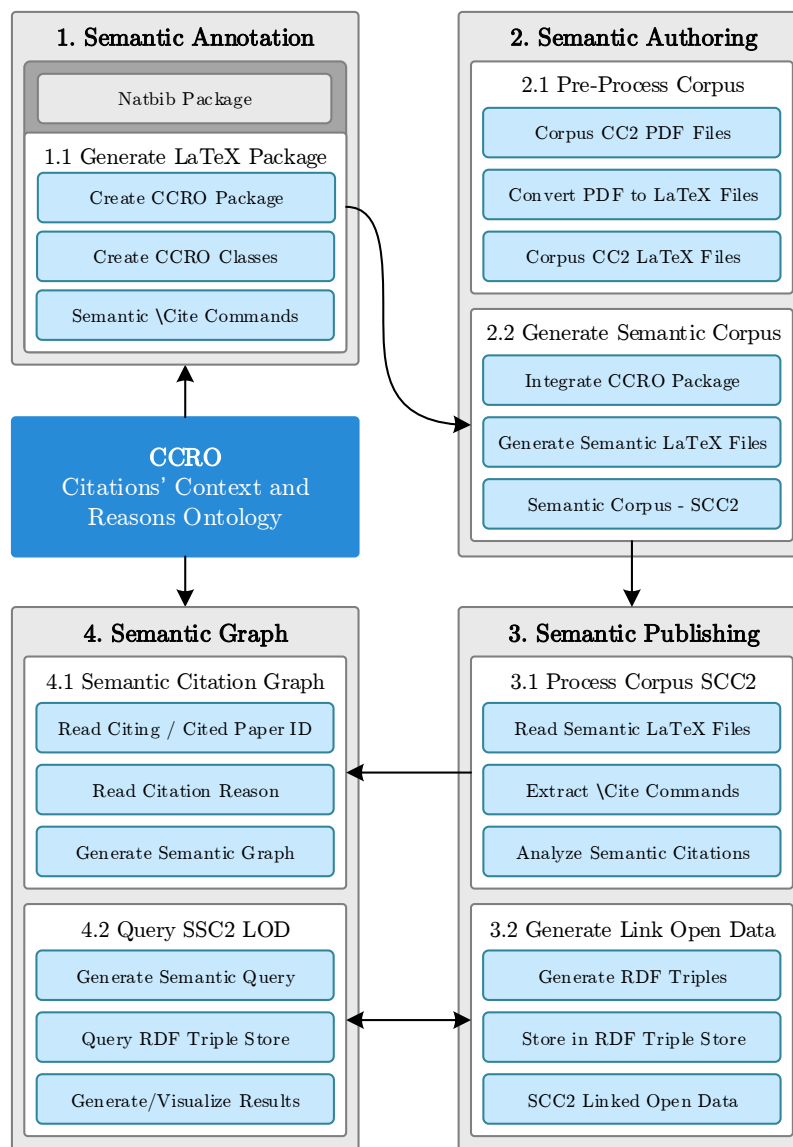 1. Semantic Annotation
Natbib Package
1.1 Generate LaTeX Package
Create CCRO Package
Create CCRO Classes
Semantic \Cite Commands
2. Semantic Authoring
2.1 Pre-Process Corpus
Corpus CC2 PDF Files
Convert PDF to LaTeX Files
Corpus CC2 LaTeX Files
2.2 Generate Semantic Corpus
Integrate CCRO Package
Generate Semantic LaTeX Files
Semantic Corpus - SCC2
CCRO
Citations' Context and
Reasons Ontology
4. Semantic Graph
4.1 Semantic Citation Graph
Read Citing / Cited Paper ID
Read Citation Reason
Generate Semantic Graph
4.2 Query SSC2 LOD
Generate Semantic Query
Query RDF Triple Store
Generate/Visualize Results
3. Semantic Publishing
3.1 Process Corpus SCC2
Read Semantic LaTeX Files
Extract \Cite Commands
Analyze Semantic Citations
3.2 Generate Link Open Data
Generate RDF Triples
Store in RDF Triple Store
SCC2 Linked Open Data